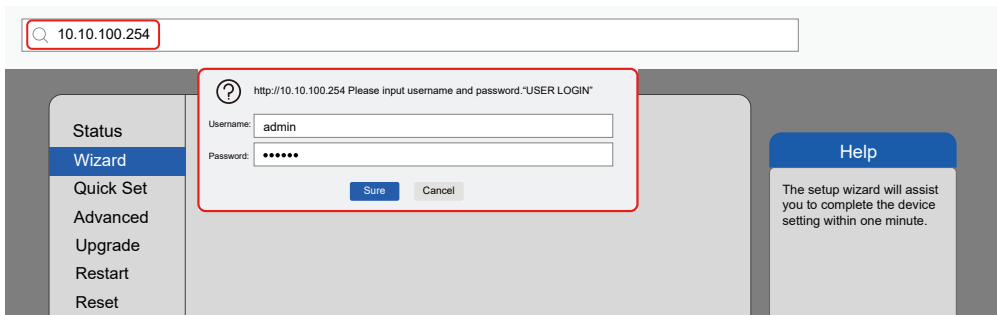 10.10.100.254
http://10.10.100.254 Please input username and password.“USER LOGIN”
Username: admin
Password: ••••••
Sure Cancel
Status
Wizard
Quick Set
Advanced
Upgrade
Restart
Reset
Help
The setup wizard will assist
you to complete the device
setting within one minute.